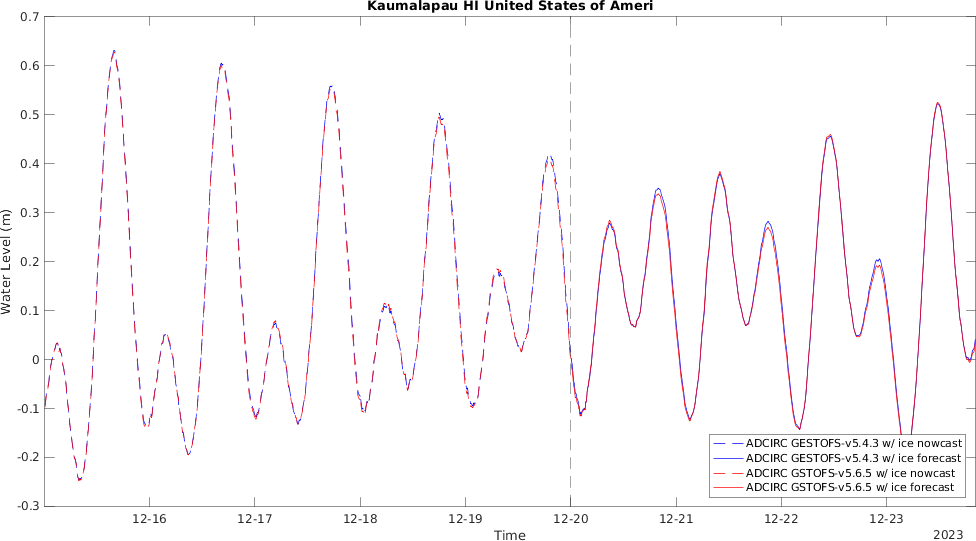 Kaumalapau HI United States of Ameri
0.7
0.6
0.5
0.4
0.3
0.2
0.1
0
-0.1
-0.2
-0.3
Water Level (m)
12-16
12-17
12-18
12-19
12-20
12-21
12-22
12-23
Time
2023
ADCIRC GESTOFS-v5.4.3 w/ ice nowcast
ADCIRC GESTOFS-v5.4.3 w/ ice forecast
ADCIRC GSTOFS-v5.6.5 w/ ice nowcast
ADCIRC GSTOFS-v5.6.5 w/ ice forecast